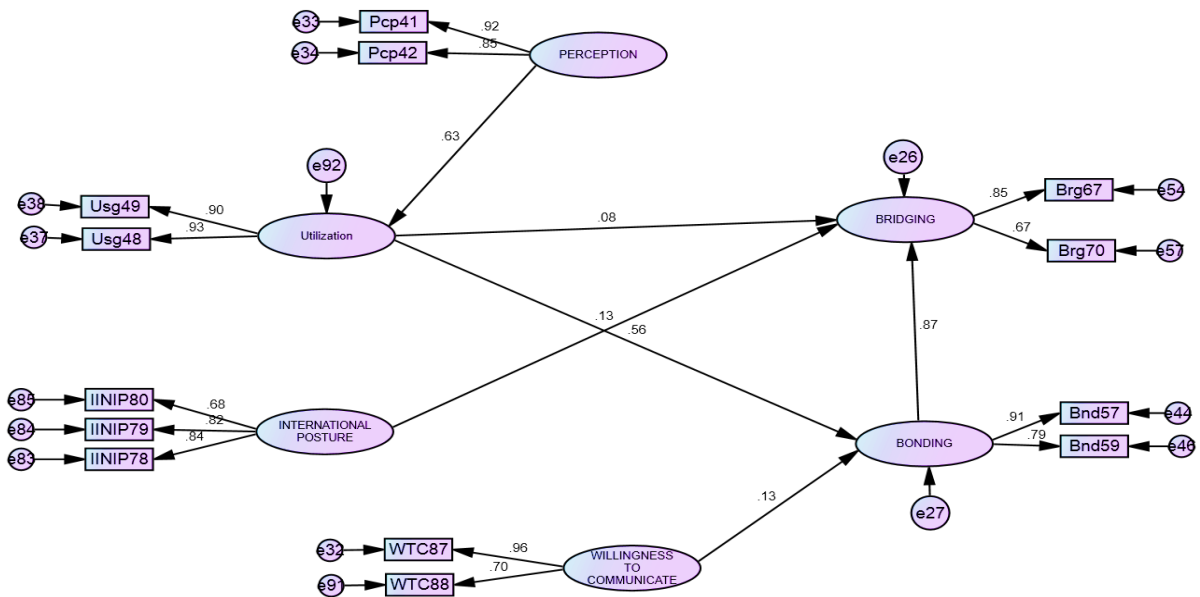 e33
Pcp41
.92
e34
Pcp42
.85
PERCEPTION
.63
e92
e26
e38
Usg49
.90
e37
Usg48
.93
Utilization
.08
BRIDGING
.85
Brg67
e54
.67
Brg70
e57
.13
.56
.87
e85
IINIP80
.68
e84
IINIP79
.82
e83
IINIP78
.84
INTERNATIONAL
POSTURE
BONDING
.91
Bnd57
e44
.79
Bnd59
e46
e27
.13
e32
WTC87
.96
e91
WTC88
.70
WILLINGNESS
TO
COMMUNICATE